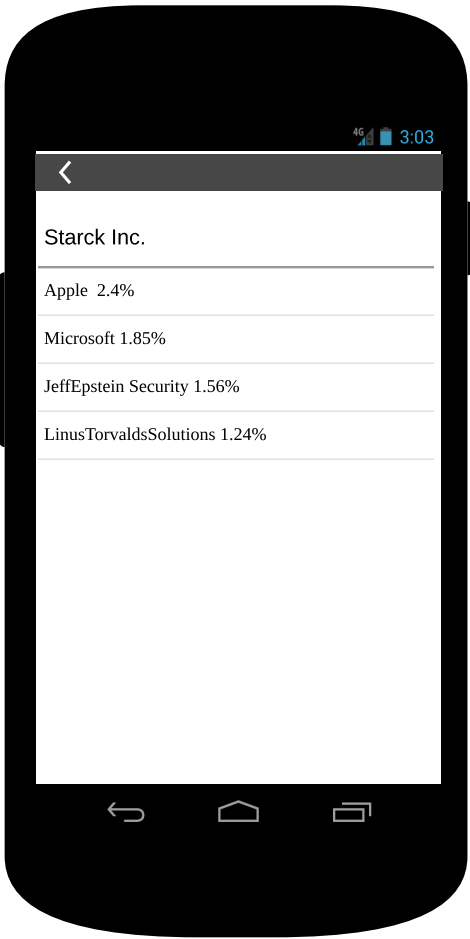 4G 3:03
Starck Inc.
Apple  2.4%
Microsoft 1.85%
JeffEpstein Security 1.56%
LinusTorvaldsSolutions 1.24%